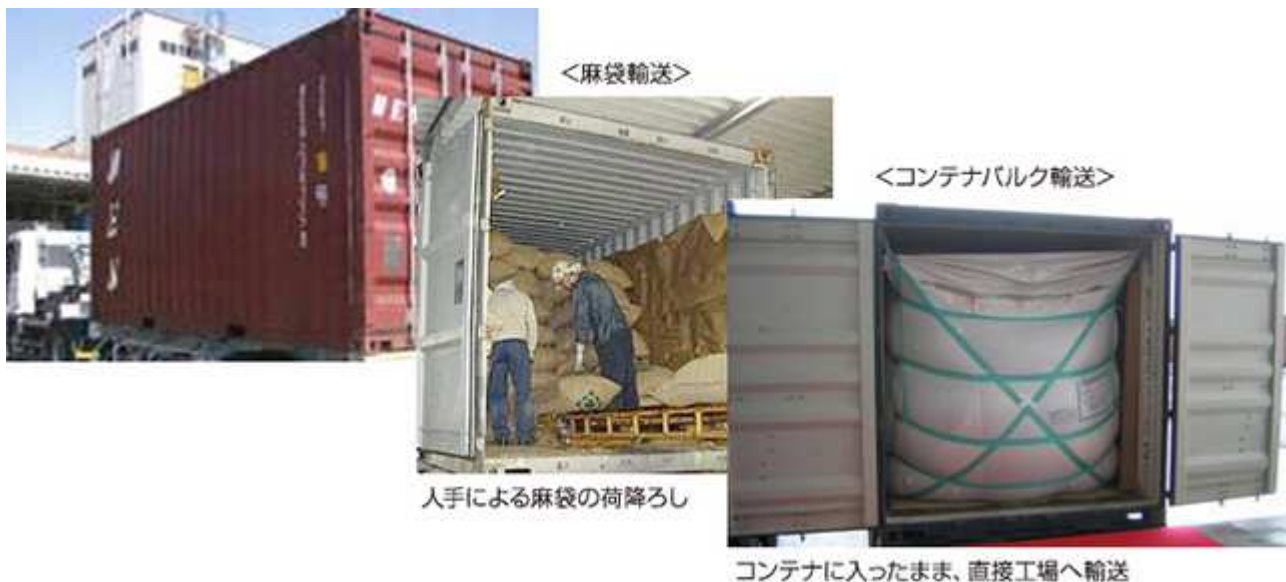 <麻袋輸送>
人手による麻袋の荷降ろし
<コンテナバルク輸送>
コンテナに入ったまま、直接工場へ輸送